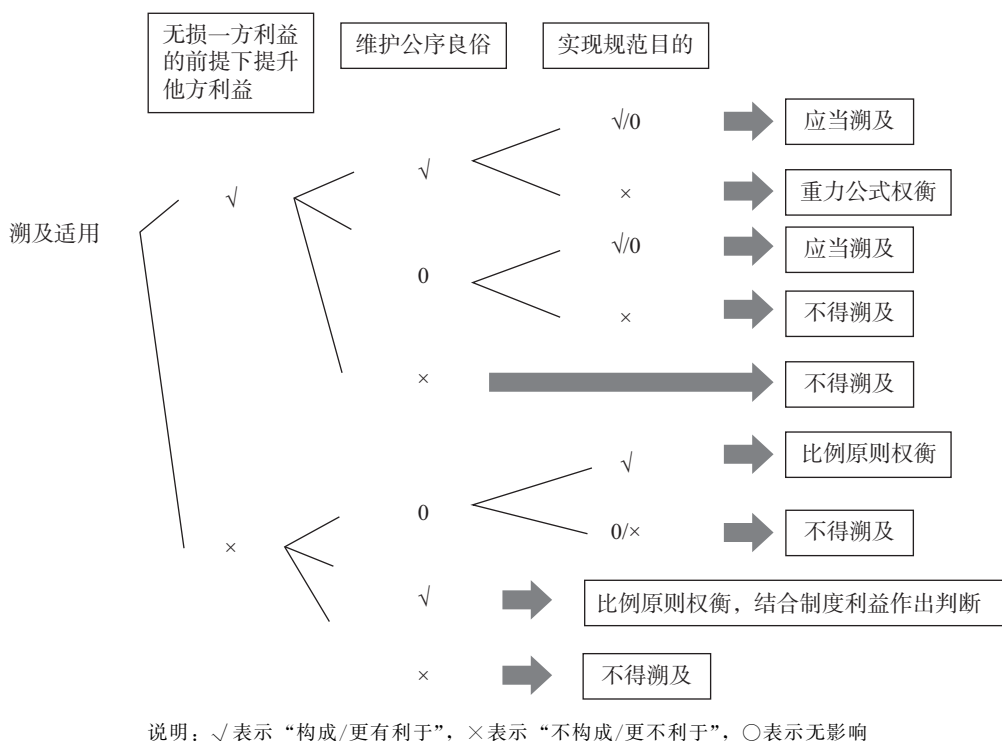 无损一方利益
的前提下提升
他方利益
维护公序良俗
实现规范目的
√/0
应当溯及
√
√
×
重力公式权衡
溯及适用
√/0
应当溯及
0
×
不得溯及
×
不得溯及
√
比例原则权衡
0
0/×
不得溯及
×
√
比例原则权衡，结合制度利益作出判断
×
不得溯及
说明：√表示“构成/更有利于”，×表示“不构成/更不利于”，〇表示无影响